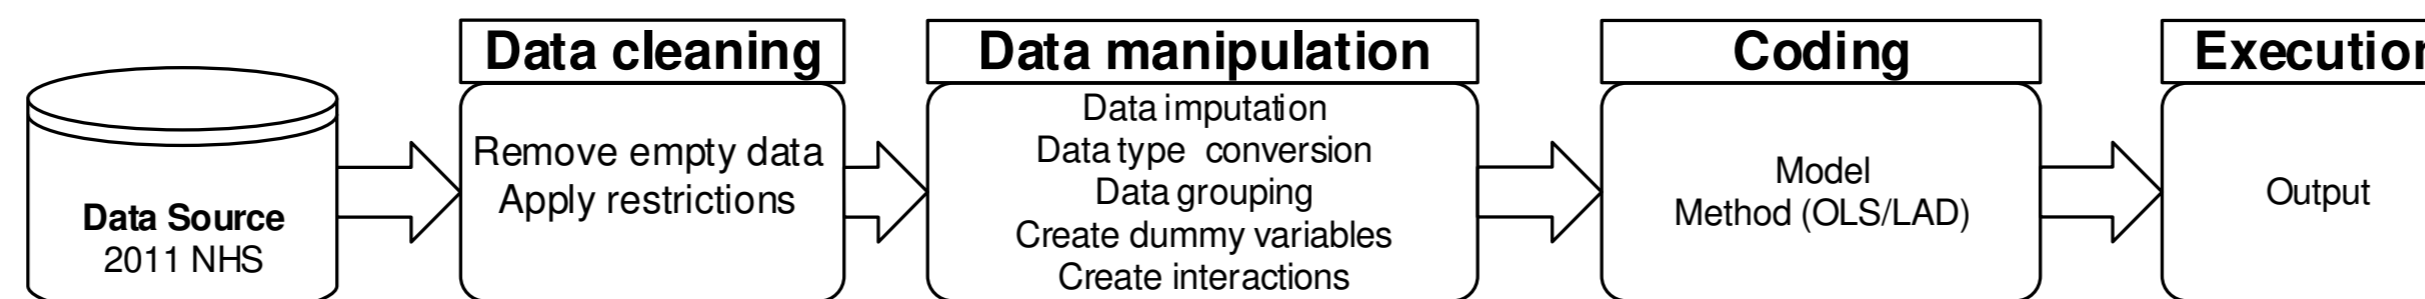 Data Source
2011 NHS
Data cleaning
Remove empty data
Apply restrictions
Data manipulation
Data imputation
Data type conversion
Data grouping
Create dummy variables
Create interactions
Coding
Model
Method (OLS/LAD)
Execution
Output